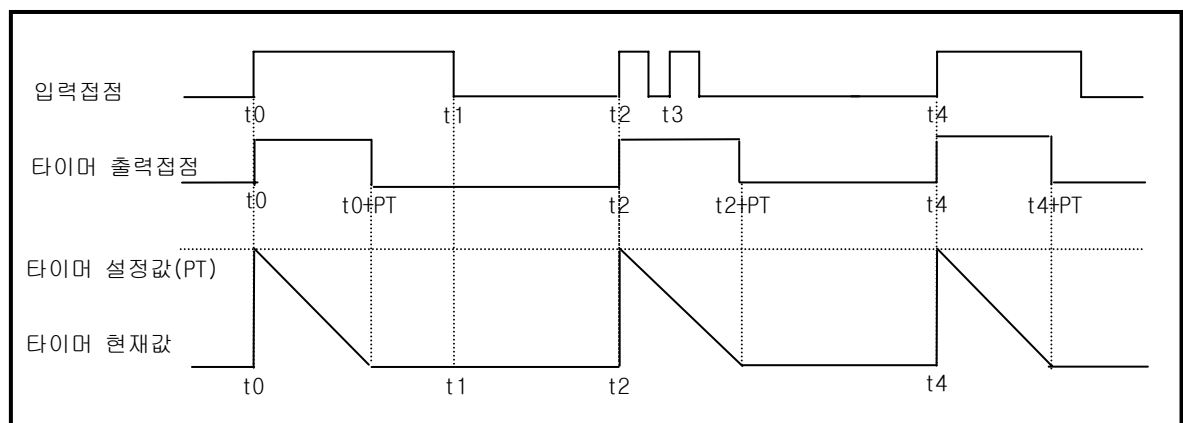 입력접점
t0 t1 t2 t3 t4
타이머 출력접점
t0 t0+PT t2 t2+PT t4 t4+PT
타이머 설정값(PT)
타이머 현재값
t0 t1 t2 t4